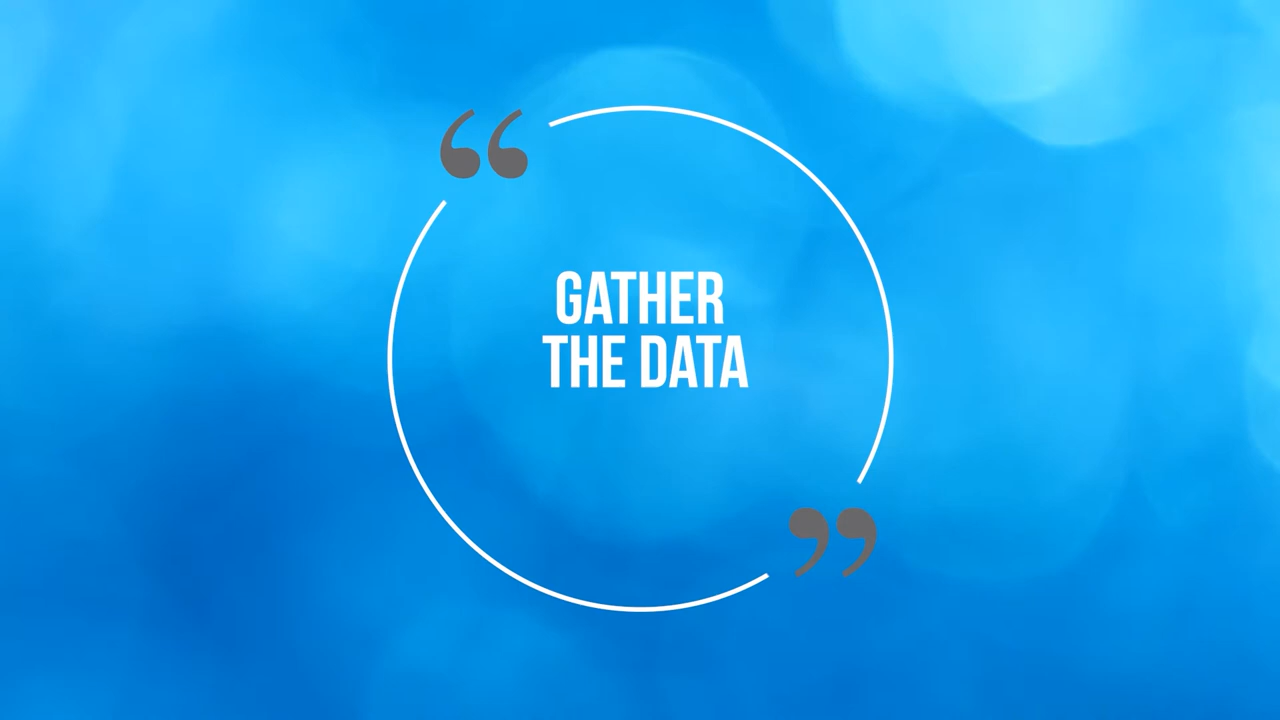 “
GATHER
THE DATA
”